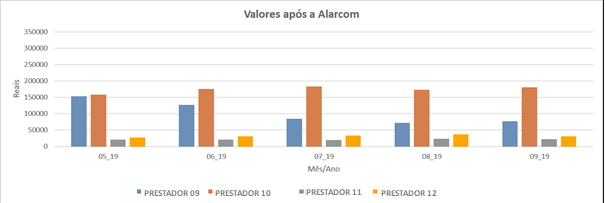 Valores após a Alarcom
350000
300000
250000
200000
150000
100000
50000
0
Reais
05_19 06_19 07_19 08_19 09_19
Mês/Ano
PRESTADOR 09 PRESTADOR 10 PRESTADOR 11 PRESTADOR 12